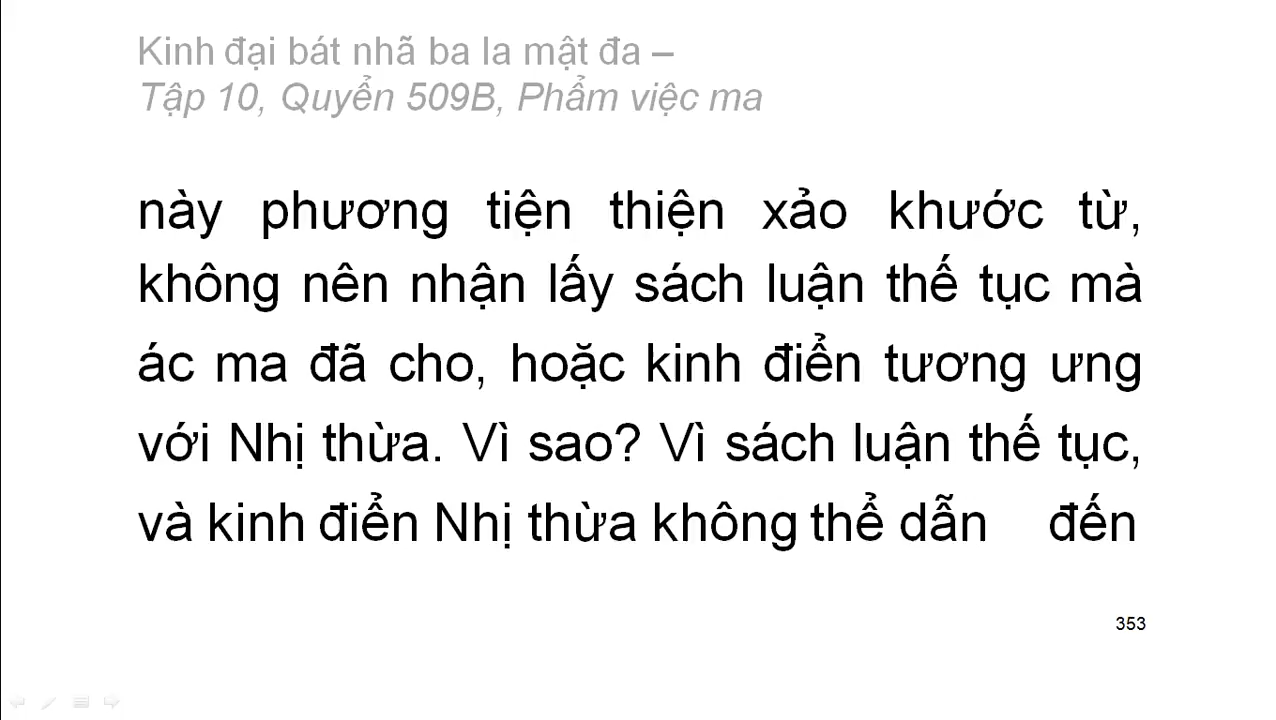 Kinh đại bát nhã ba la mật đa –
Tập 10, Quyển 509B, Phẩm việc ma
này phương tiện thiện xảo khước từ,
không nên nhận lấy sách luận thế tục mà
ác ma đã cho, hoặc kinh điển tương ưng
với Nhị thừa. Vì sao? Vì sách luận thế tục,
và kinh điển Nhị thừa không thể dẫn đến
353